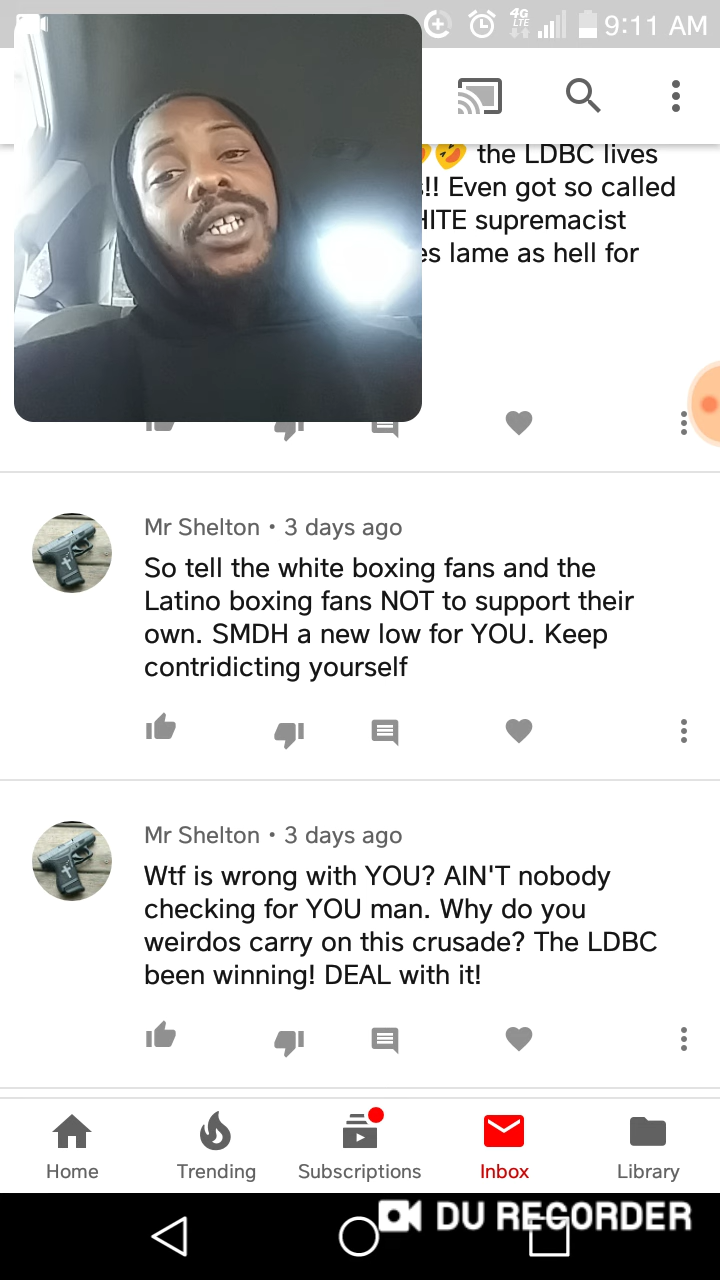 4G
LTE
9:11 AM
the LDBC lives
!! Even got so called
HITE supremacist
es lame as hell for
Mr Shelton • 3 days ago
So tell the white boxing fans and the
Latino boxing fans NOT to support their
own. SMDH a new low for YOU. Keep
contridicting yourself
Mr Shelton • 3 days ago
Wtf is wrong with YOU? AIN'T nobody
checking for YOU man. Why do you
weirdos carry on this crusade? The LDBC
been winning! DEAL with it!
Home
Trending
Subscriptions
Inbox
Library
DU RECORDER